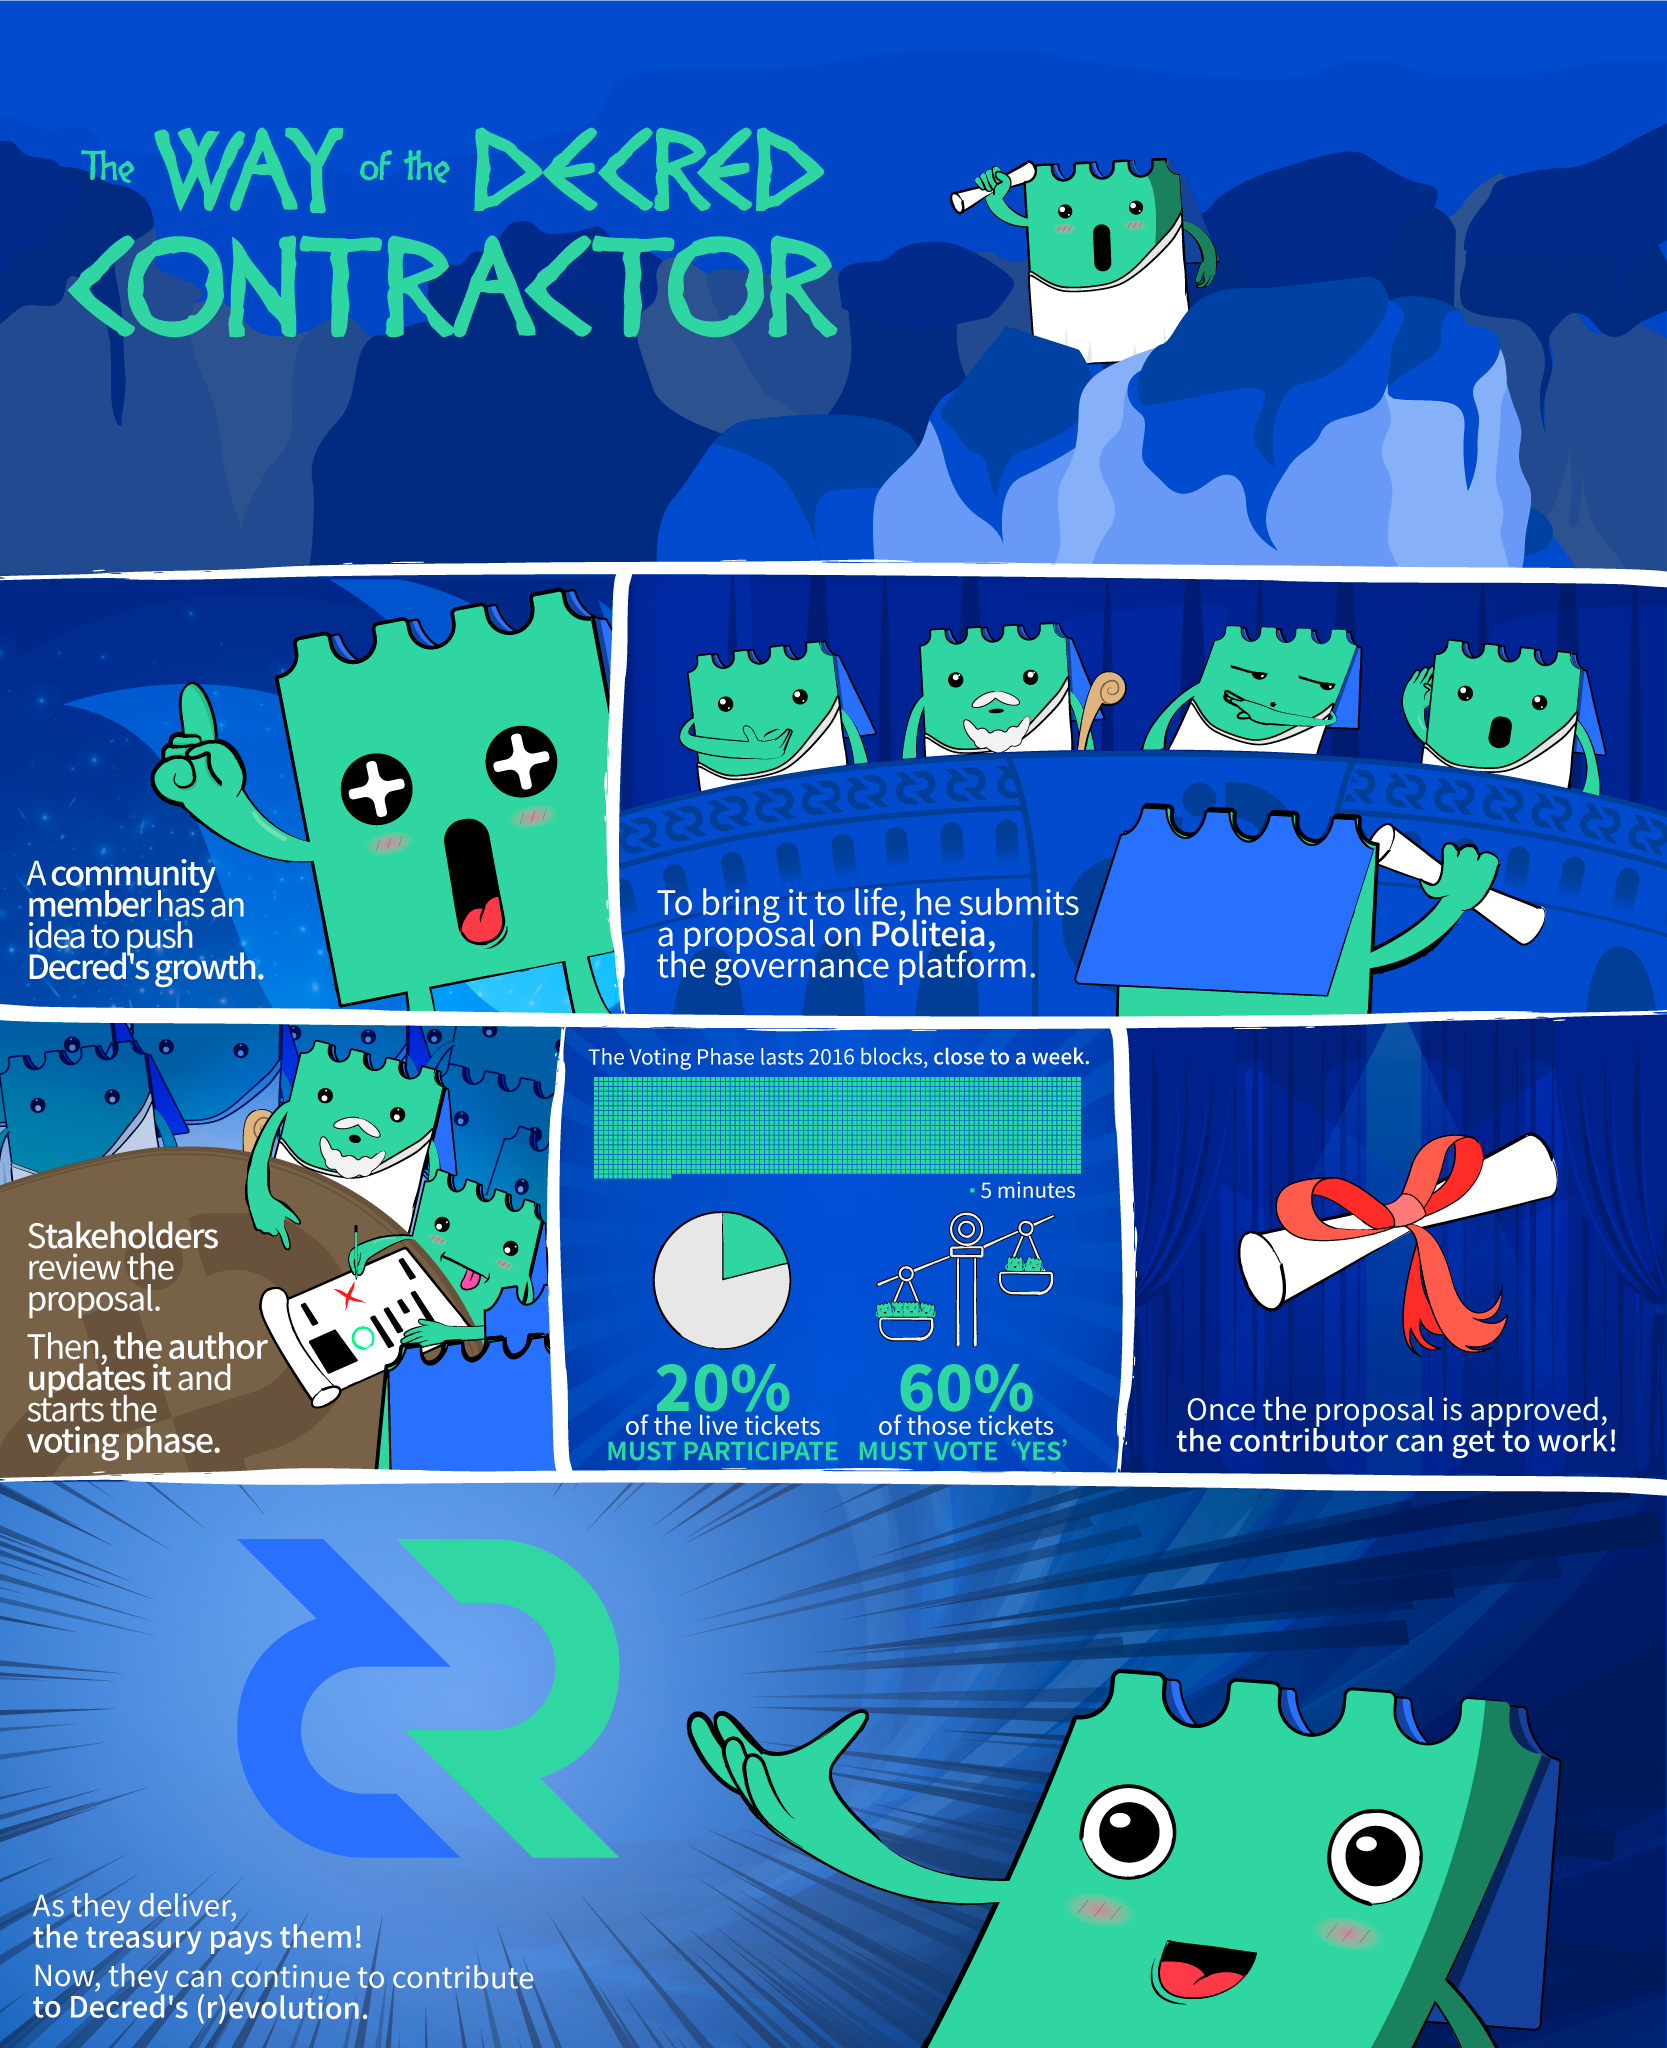 The WAY of the DECRED
CONTRACTOR
A community
member has an
idea to push
Decred's growth.
To bring it to life, he submits
a proposal on Politeia,
the governance platform.
Stakeholders
review the
proposal.
Then, the author
updates it and
starts the
voting phase.
The Voting Phase lasts 2016 blocks, close to a week.
5 minutes
20%
of the live tickets
MUST PARTICIPATE
60%
of those tickets
MUST VOTE ‘YES’
Once the proposal is approved,
the contributor can get to work!
As they deliver,
the treasury pays them!
Now, they can continue to contribute
to Decred's (r)evolution.